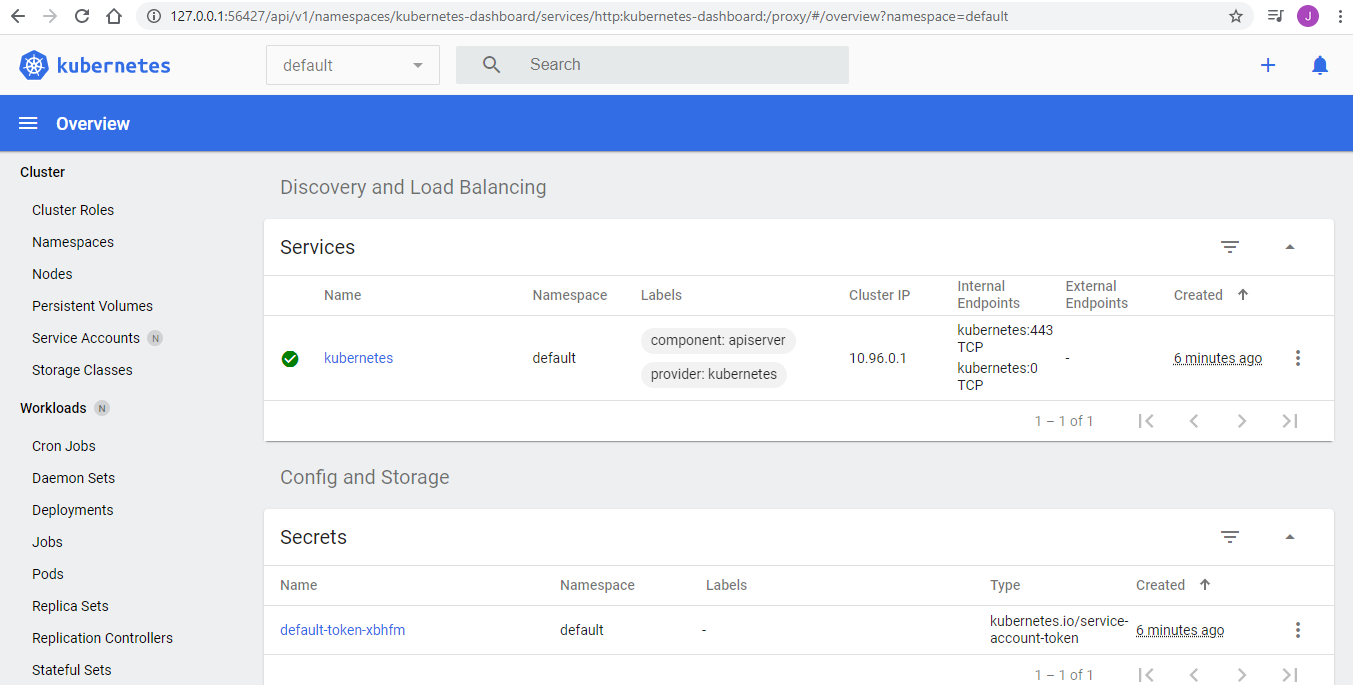 127.0.0.1:56427/api/v1/namespaces/kubernetes-dashboard/services/http:kubernetes-dashboard:/proxy/#/overview?namespace=default
J
kubernetes
default
Search
Overview
Cluster
Cluster Roles
Namespaces
Nodes
Persistent Volumes
Service Accounts N
Storage Classes
Workloads N
Cron Jobs
Daemon Sets
Deployments
Jobs
Pods
Replica Sets
Replication Controllers
Stateful Sets
Discovery and Load Balancing
Services
Name Namespace Labels Cluster IP Internal Endpoints External Endpoints Created
kubernetes default component: apiserver provider: kubernetes 10.96.0.1 kubernetes:443 TCP kubernetes:0 TCP - 6 minutes ago
1 – 1 of 1
Config and Storage
Secrets
Name Namespace Labels Type Created
default-token-xbhfm default - kubernetes.io/service-account-token 6 minutes ago
1 – 1 of 1